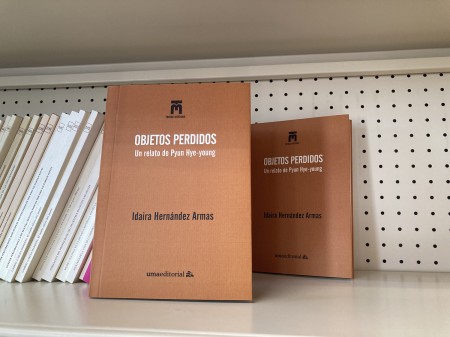 OBJETOS PERDIDOS
Un relato de Pyun Hye-young
Idaira Hernández Armas
umaeditorial
OBJETOS PERDIDOS
Un relato de Pyun Hye-young
Idaira Hernández Armas
umaeditorial